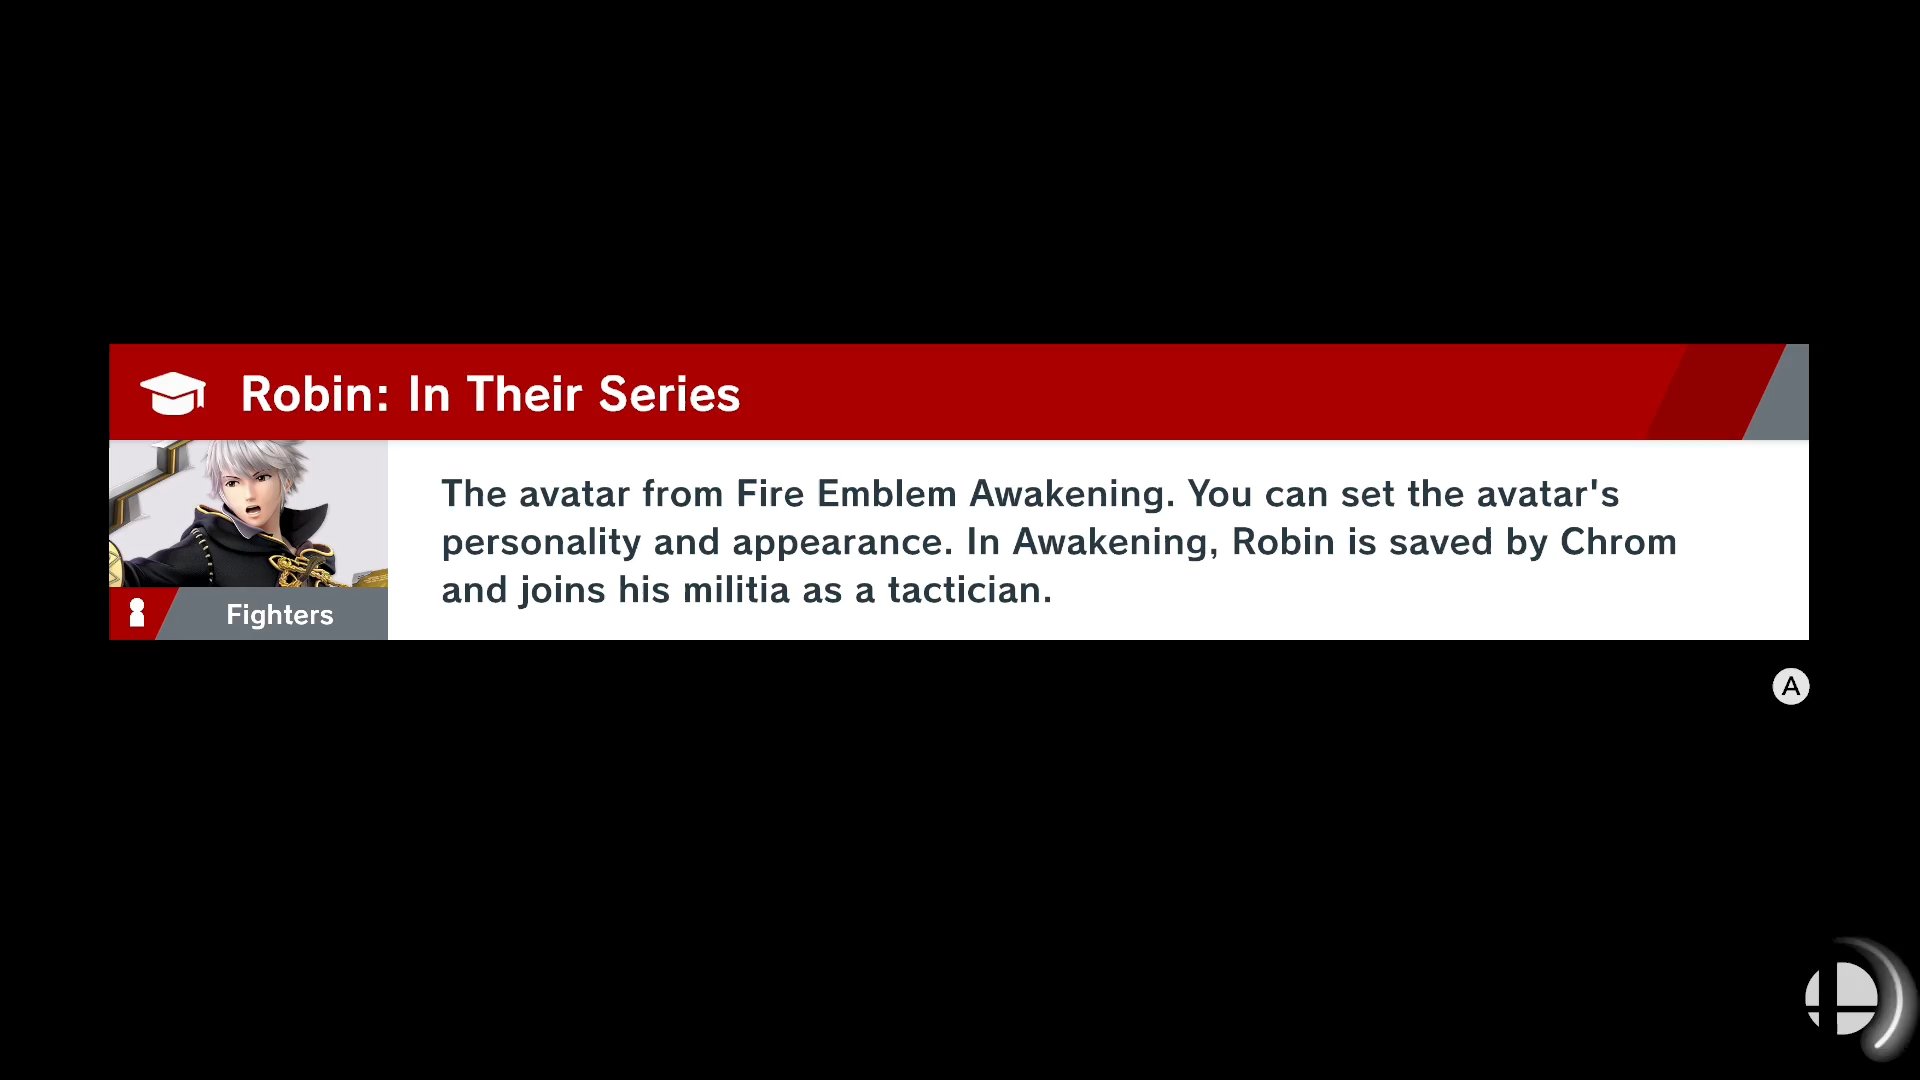 Robin: In Their Series
The avatar from Fire Emblem Awakening. You can set the avatar's
personality and appearance. In Awakening, Robin is saved by Chrom
and joins his militia as a tactician.
Fighters
A